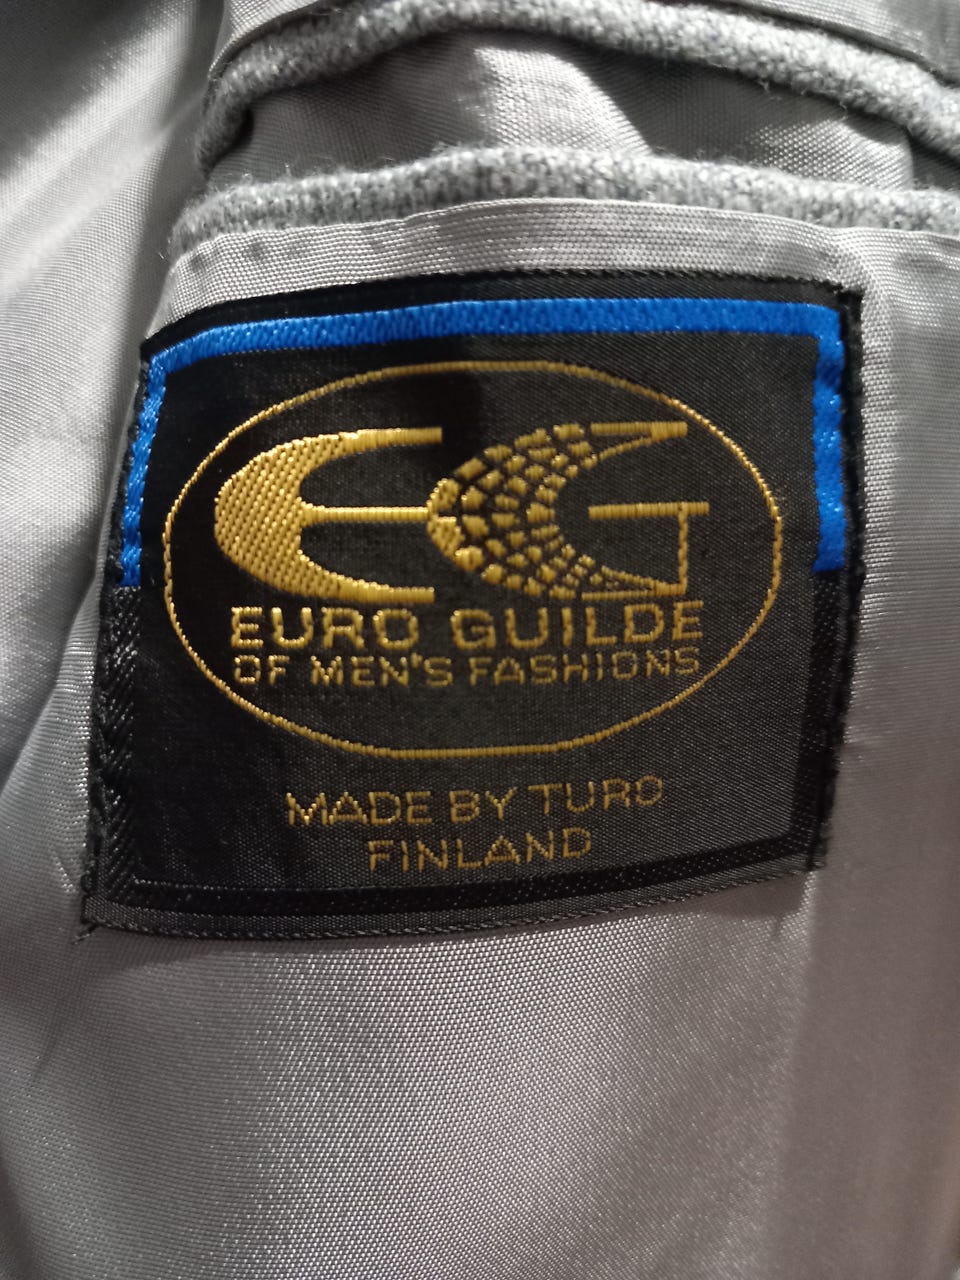 EG
EURO GUILDE
OF MEN'S FASHIONS
MADE BY TURO
FINLAND